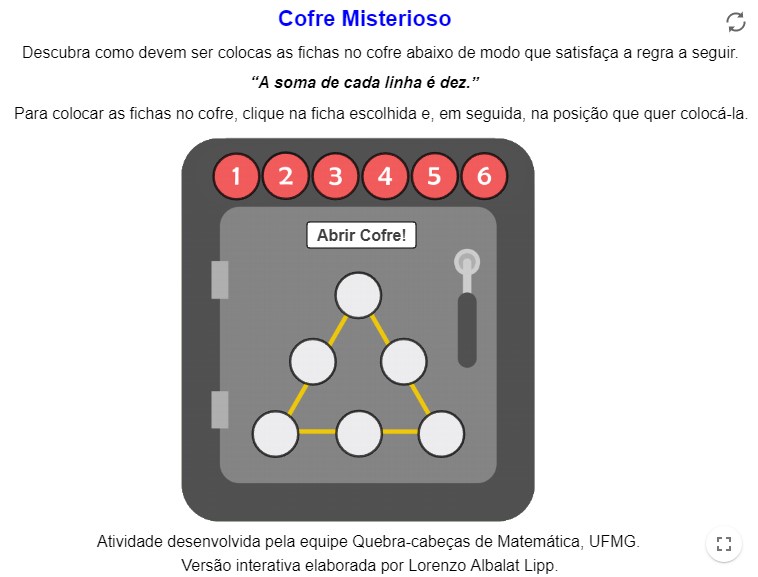 Cofre Misterioso
Descubra como devem ser colocas as fichas no cofre abaixo de modo que satisfaça a regra a seguir.
“A soma de cada linha é dez.”
Para colocar as fichas no cofre, clique na ficha escolhida e, em seguida, na posição que quer colocá-la.
1 2 3 4 5 6
Abrir Cofre!
Atividade desenvolvida pela equipe Quebra-cabeças de Matemática, UFMG.
Versão interativa elaborada por Lorenzo Albalat Lipp.